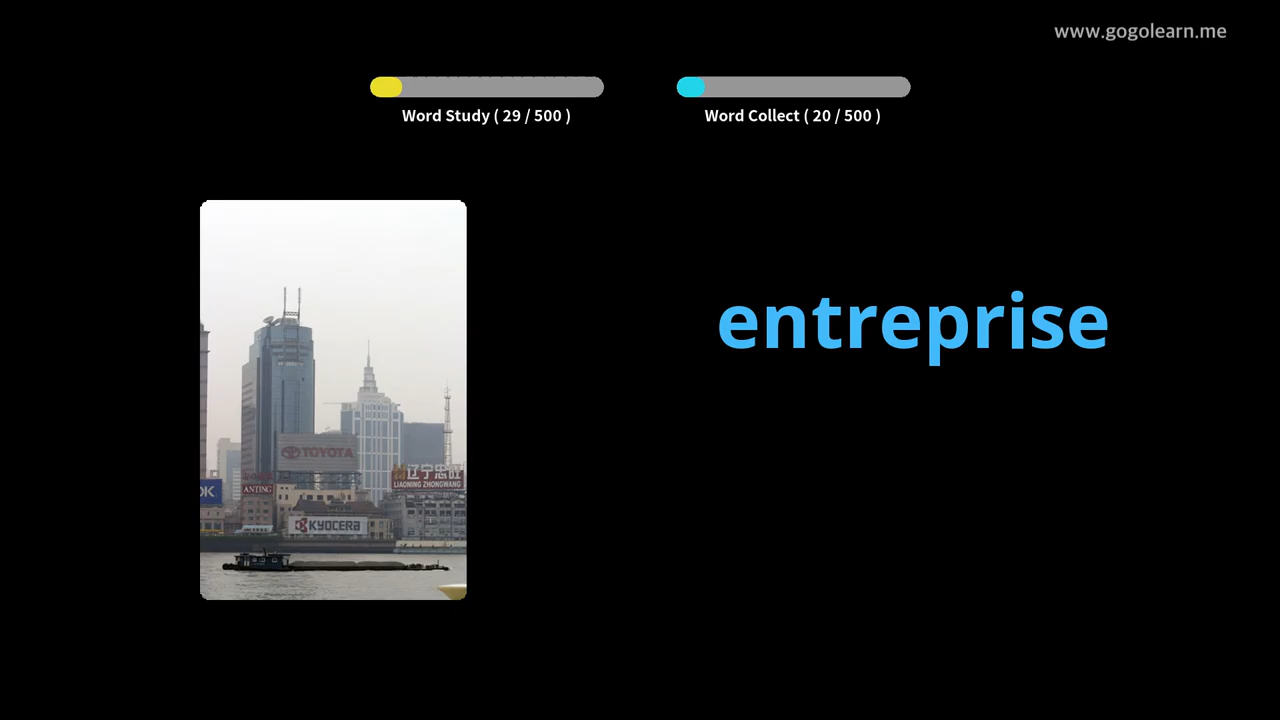 www.gogolearn.me
Word Study ( 29 / 500 )
Word Collect ( 20 / 500 )
entreprise
TOYOTA
辽宁忠旺
LIAONING ZHONGWANG
OK
ANTING
KYOCERA